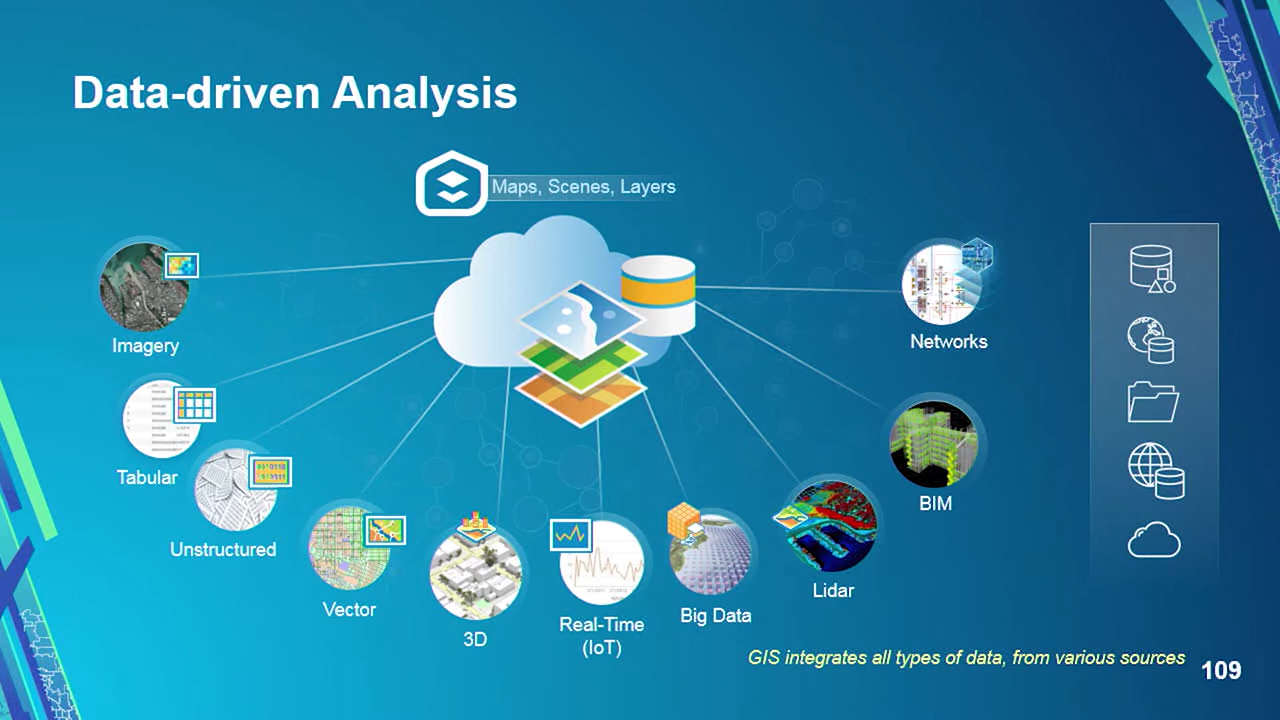 Data-driven Analysis
Maps, Scenes, Layers
Imagery
Networks
Tabular
BIM
Unstructured
Vector
3D
Real-Time
(IoT)
Big Data
Lidar
GIS integrates all types of data, from various sources
109